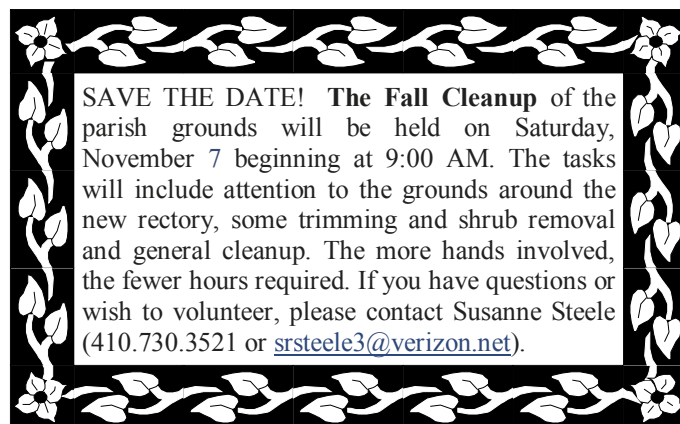 SAVE THE DATE! The Fall Cleanup of the
parish grounds will be held on Saturday,
November 7 beginning at 9:00 AM. The tasks
will include attention to the grounds around the
new rectory, some trimming and shrub removal
and general cleanup. The more hands involved,
the fewer hours required. If you have questions or
wish to volunteer, please contact Susanne Steele
(410.730.3521 or srsteele3@verizon.net).